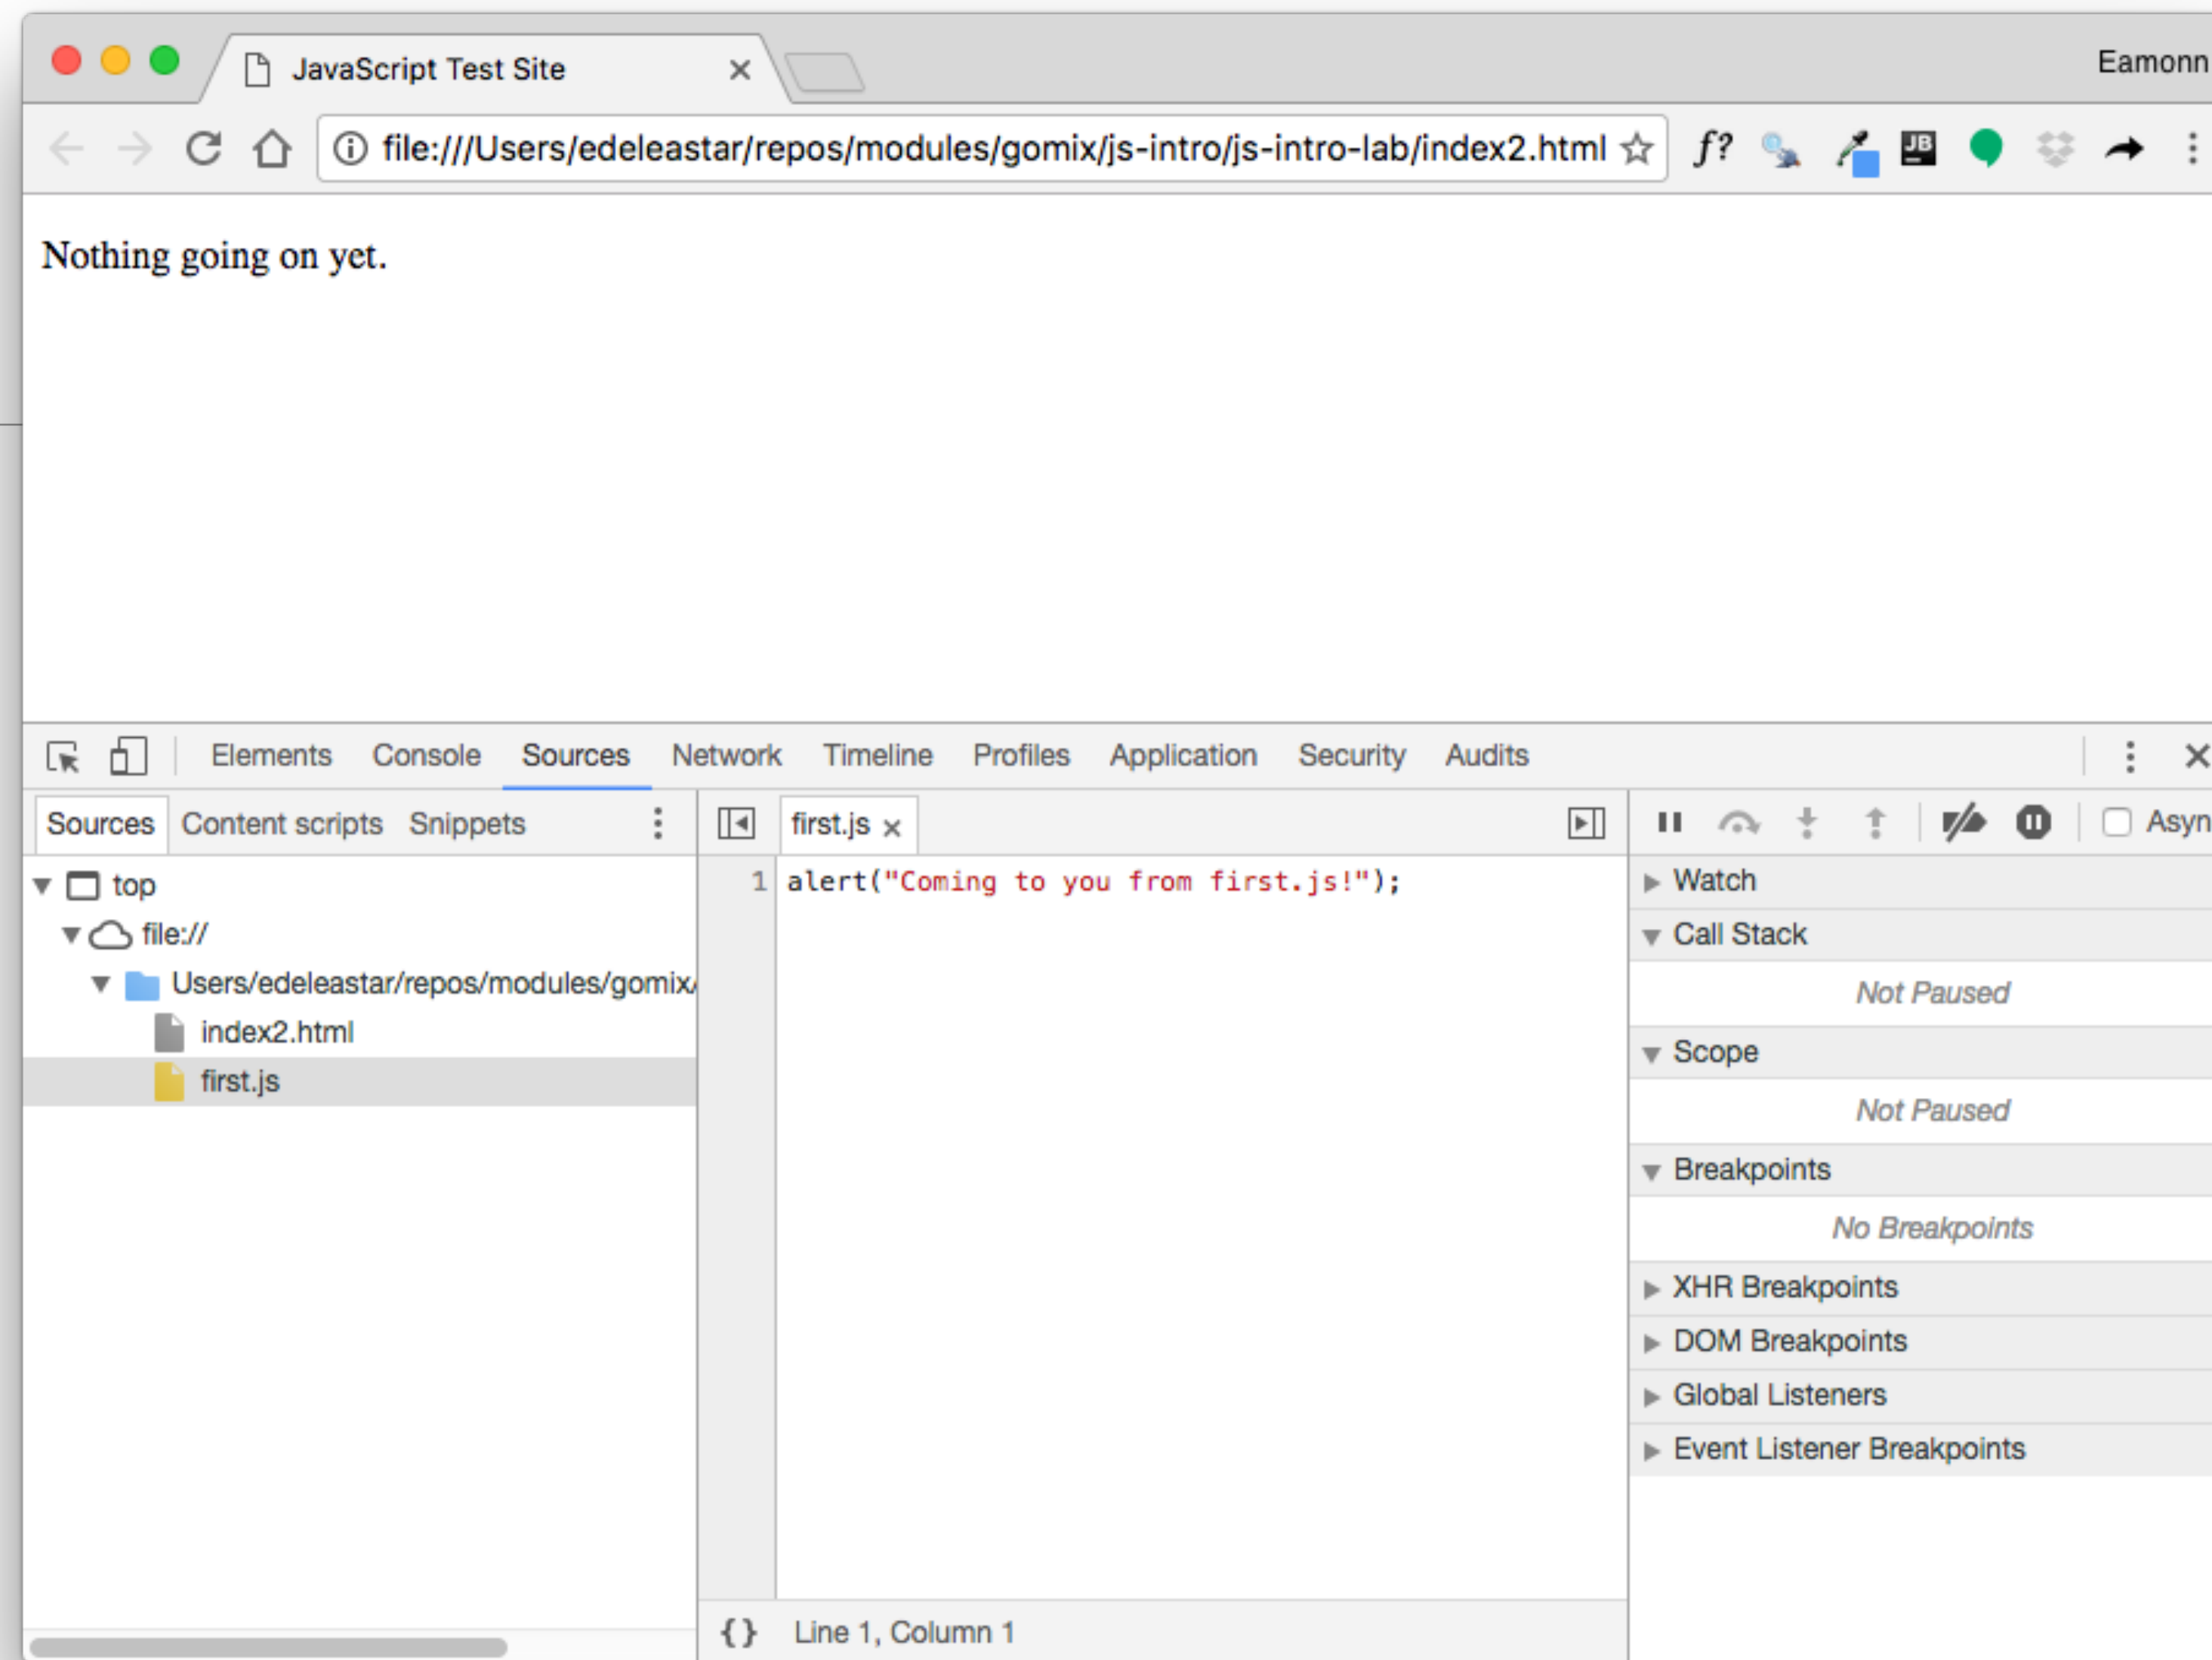 JavaScript Test Site
Eamonn
file:///Users/edeleastar/repos/modules/gomix/js-intro/js-intro-lab/index2.html
f?
JB
Nothing going on yet.
Elements Console Sources Network Timeline Profiles Application Security Audits
Sources Content scripts Snippets
first.js
Asyn
top
file://
Users/edeleastar/repos/modules/gomix/
index2.html
first.js
1 alert("Coming to you from first.js!");
{} Line 1, Column 1
Watch
Call Stack
Not Paused
Scope
Not Paused
Breakpoints
No Breakpoints
XHR Breakpoints
DOM Breakpoints
Global Listeners
Event Listener Breakpoints